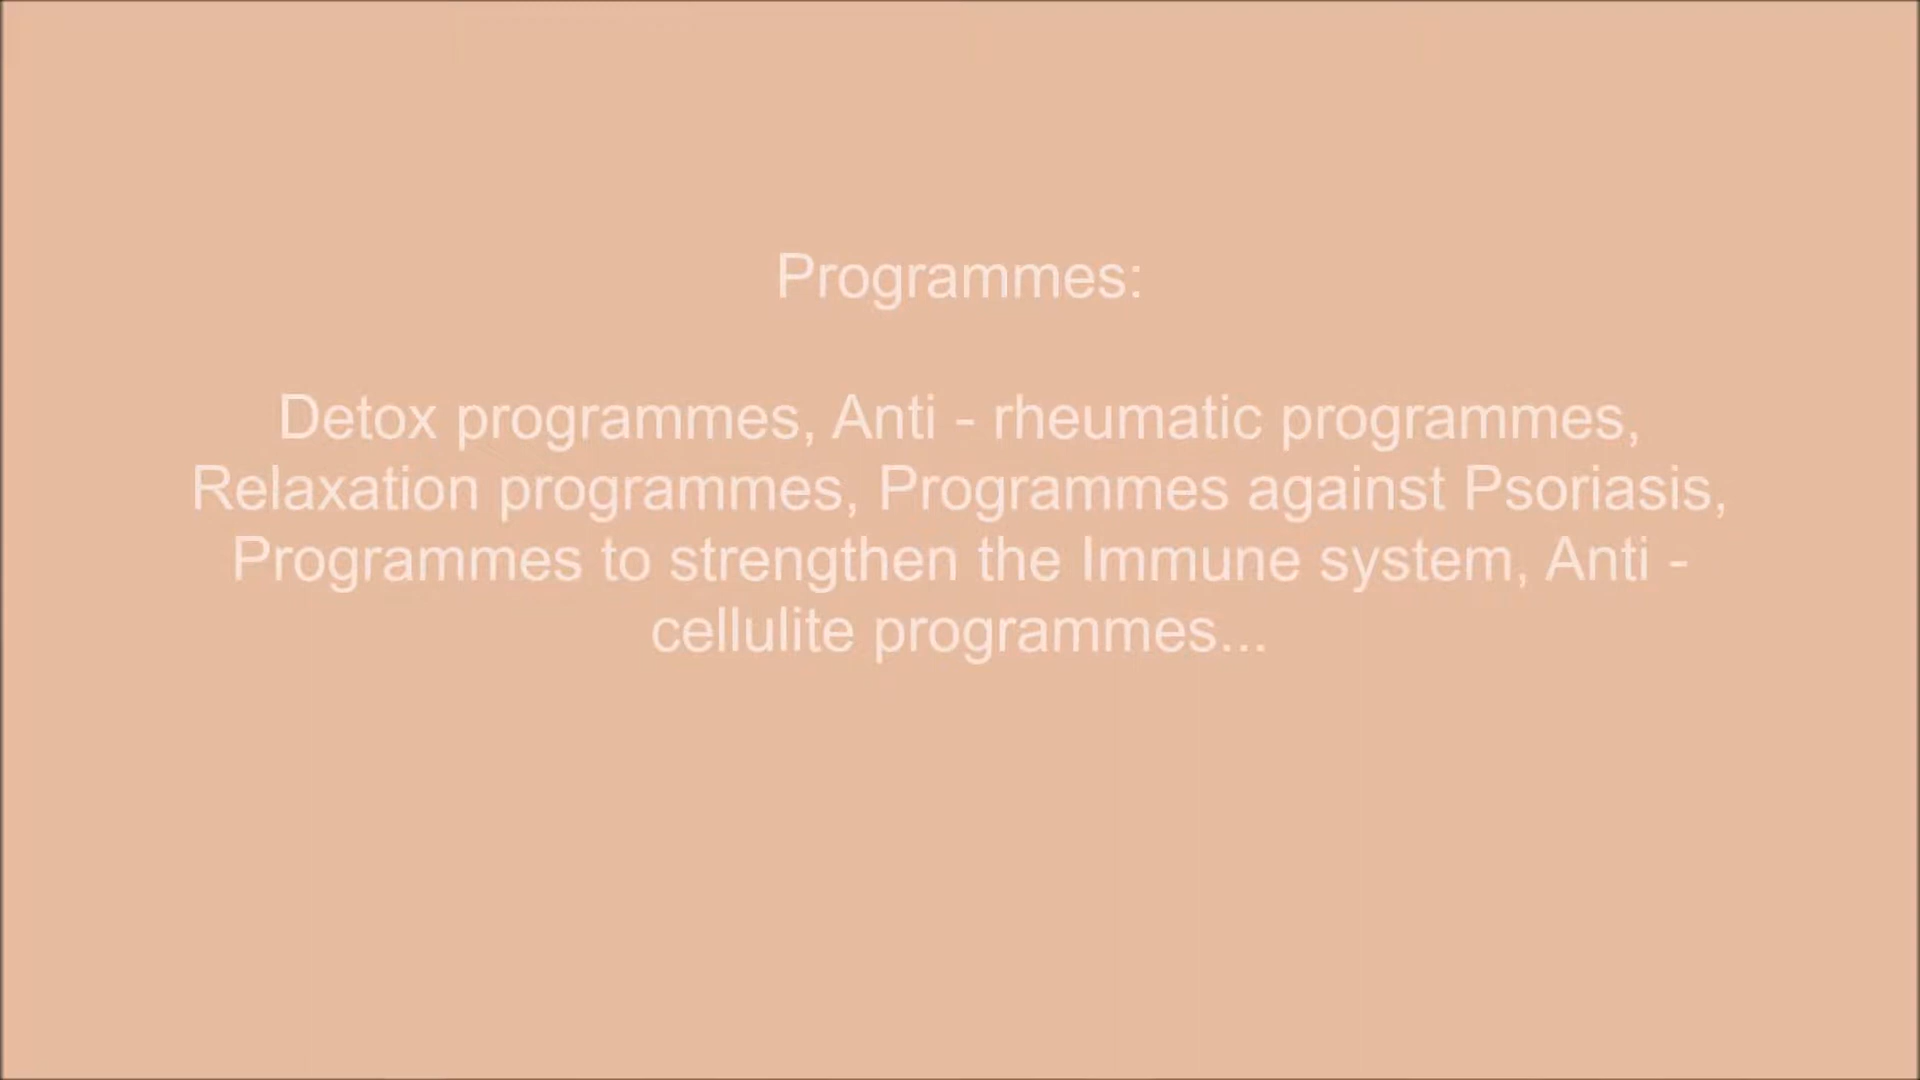 Programmes:
Detox programmes, Anti - rheumatic programmes,
Relaxation programmes, Programmes against Psoriasis,
Programmes to strengthen the Immune system, Anti -
cellulite programmes...